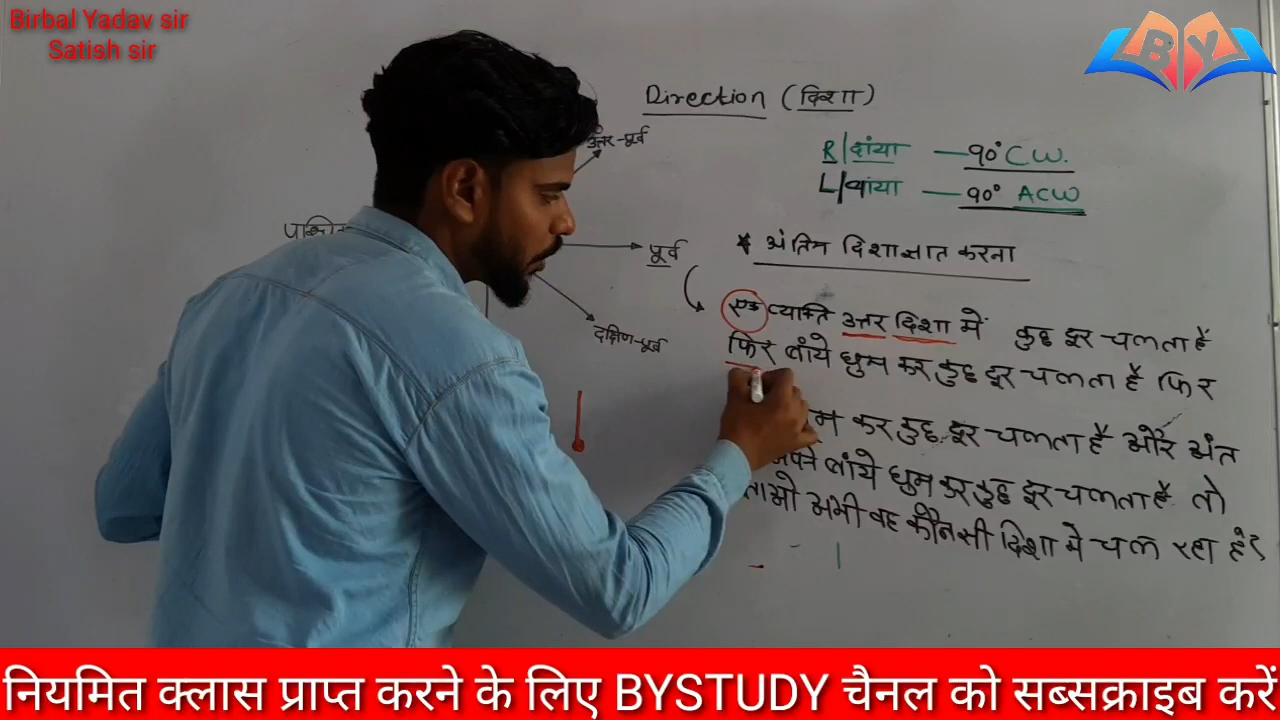 Birbal Yadav sir
Satish sir
BY
Direction (दिशा)
उत्तर-पूर्व
R/दांया — 90° CW.
L/बांया — 90° ACW
पूर्व
* अंतिम दिशा ज्ञात करना
दक्षिण-पूर्व
एक व्यक्ति उत्तर दिशा में कुछ दूर चलता है
फिर बांये घुम कर कुछ दूर चलता है फिर
कर कुछ दूर चलता है और अंत
बांये घुम कर कुछ दूर चलता है तो
अभी वह कौनसी दिशा मे चल रहा है?
नियमित क्लास प्राप्त करने के लिए BYSTUDY चैनल को सब्सक्राइब करें